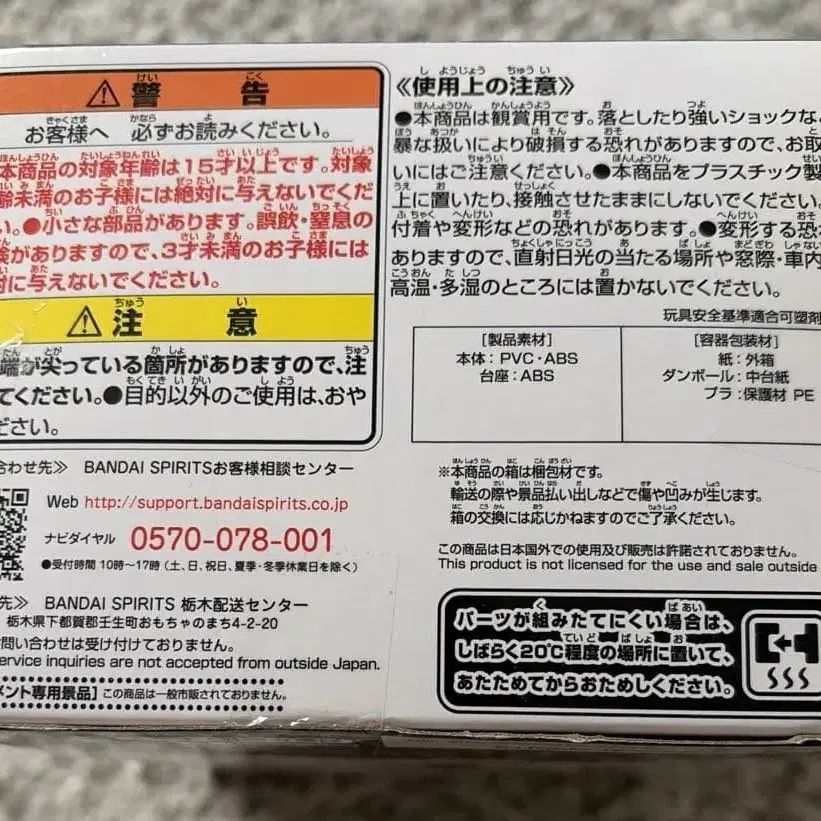 警告
お客様へ 必ずお読みください。
本商品の対象年齢は15才以上です。対象
齢未満のお子様には絶対に与えないでくだ
い。●小さな部品があります。誤飲・窒息の
険がありますので、3才未満のお子様には
対に与えないでください。
注意
端が尖っている箇所がありますので、注
てください。●目的以外のご使用は、おや
ださい。
合わせ先≫ BANDAI SPIRITSお客様相談センター
Web http://support.bandaispirits.co.jp
ナビダイヤル 0570-078-001
●受付時間 10時〜17時(土、日、祝日、夏季・冬季休業日を除く)
先≫ BANDAI SPIRITS 栃木配送センター
栃木県下都賀郡壬生町おもちゃのまち4-2-20
問い合わせは受け付けておりません。
ervice inquiries are not accepted from outside Japan.
メント専用景品] この商品は一般市販されておりません。
《使用上の注意》
●本商品は観賞用です。落としたり強いショックな
暴な扱いにより破損する恐れがありますので、お取
いにはご注意ください。●本商品をプラスチック製
上に置いたり、接触させたままにしないでください。
付着や変形などの恐れがあります。●変形する恐
ありますので、直射日光の当たる場所や窓際・車内
高温・多湿のところには置かないでください。
玩具安全基準適合可塑剤
[製品素材]
本体:PVC・ABS
台座:ABS
[容器包装材]
紙:外箱
ダンボール:中台紙
プラ:保護材 PE
※本商品の箱は梱包材です。
輸送の際や景品払い出しなどで傷や凹みが生じます。
箱の交換には応じかねますのでご了承ください。
この商品は日本国外での使用及び販売は許諾されておりません。
This product is not licensed for the use and sale outside
パーツが組みたてにくい場合は、
しばらく20℃程度の場所に置いて、
あたためてからおためしください。